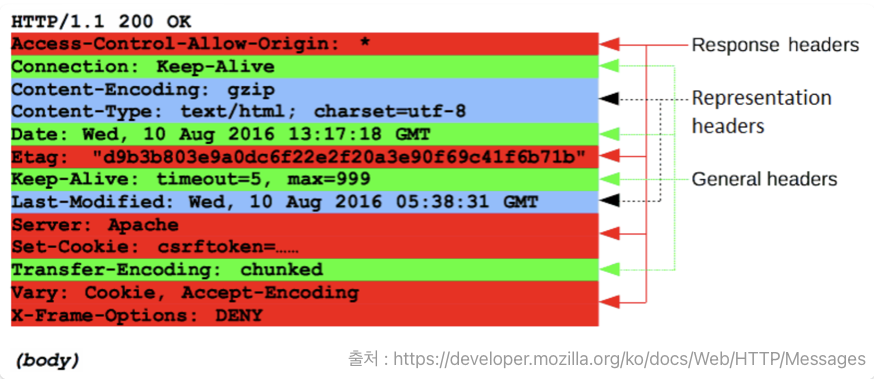 HTTP/1.1 200 OK
Access-Control-Allow-Origin: *
Response headers
Connection: Keep-Alive
Content-Encoding: gzip
Content-Type: text/html; charset=utf-8
Representation
headers
Date: Wed, 10 Aug 2016 13:17:18 GMT
Etag: "d9b3b803e9a0dc6f22e2f20a3e90f69c41f6b71b"
Keep-Alive: timeout=5, max=999
General headers
Last-Modified: Wed, 10 Aug 2016 05:38:31 GMT
Server: Apache
Set-Cookie: csrftoken=……
Transfer-Encoding: chunked
Vary: Cookie, Accept-Encoding
X-Frame-Options: DENY
(body)
출처 : https://developer.mozilla.org/ko/docs/Web/HTTP/Messages